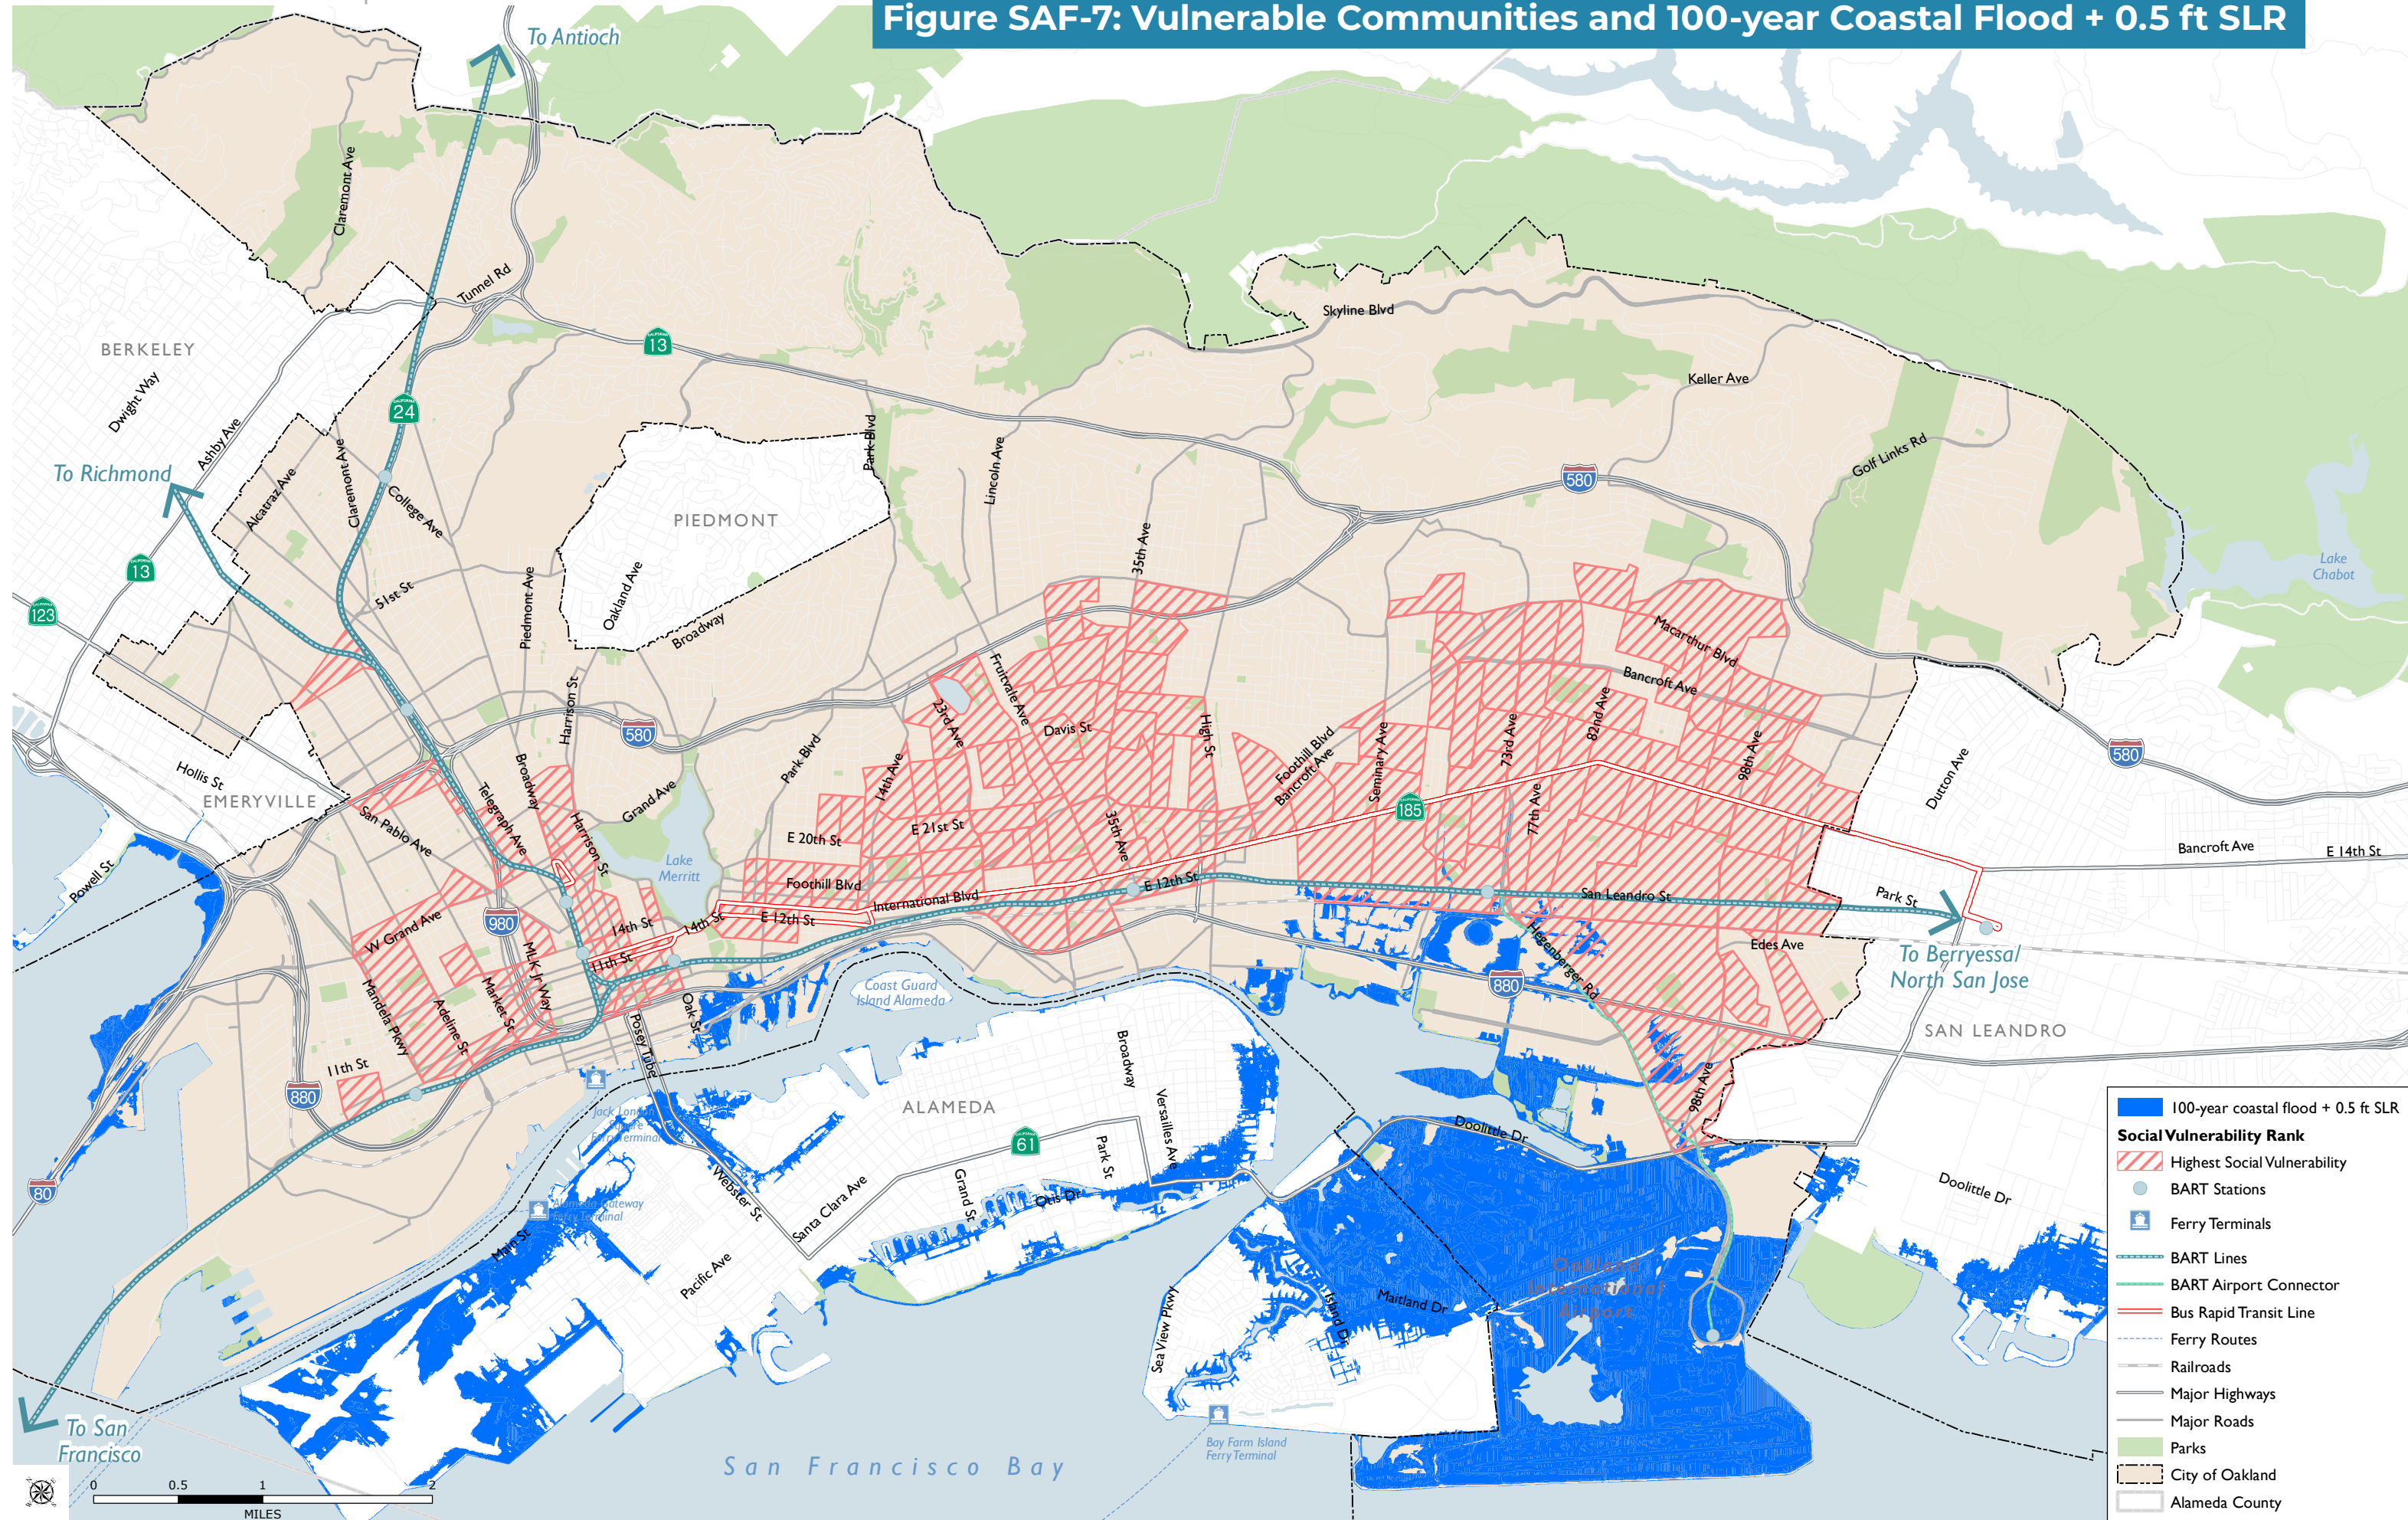 Figure SAF-7: Vulnerable Communities and 100-year Coastal Flood + 0.5 ft SLR
To Antioch
Claremont Ave
Tunnel Rd
BERKELEY
Dwight Way
Ashby Ave
13
24
Skyline Blvd
Keller Ave
Golf Links Rd
580
Lake
Chabot
To Richmond
Alcatraz Ave
Claremont Ave
College Ave
PIEDMONT
Park Blvd
Lincoln Ave
35th Ave
13
123
51st St
Piedmont Ave
Oakland Ave
Broadway
Harrison St
580
Hollis St
EMERYVILLE
Powell St
San Pablo Ave
Telegraph Ave
Broadway
Harrison St
Grand Ave
Park Blvd
14th Ave
23rd Ave
Fruitvale Ave
Davis St
High St
Foothill Blvd
Bancroft Ave
Seminary Ave
73rd Ave
77th Ave
82nd Ave
Macarthur Blvd
Bancroft Ave
98th Ave
185
Dutton Ave
580
Bancroft Ave
E 14th St
E 20th St
E 21st St
35th Ave
Lake
Merritt
Foothill Blvd
International Blvd
E 12th St
E 12th St
San Leandro St
Park St
W Grand Ave
980
MLK Jr Way
14th St
14th St
11th St
Mandela Pkwy
Adeline St
Market St
Oak St
Posey Tube
11th St
880
80
Coast Guard
Island Alameda
Hegenberger Rd
880
Edes Ave
To Berryessa/
North San Jose
SAN LEANDRO
98th Ave
Doolittle Dr
Doolittle Dr
Jack London
Square
Ferry Terminal
Alameda Gateway
Ferry Terminal
ALAMEDA
Broadway
Versailles Ave
61
Park St
Grand St
Otis Dr
Webster St
Santa Clara Ave
Pacific Ave
Main St
Sea View Pkwy
Island Dr
Maitland Dr
Oakland
International
Airport
Bay Farm Island
Ferry Terminal
San Francisco Bay
To San
Francisco
0 0.5 1 2
MILES
100-year coastal flood + 0.5 ft SLR
Social Vulnerability Rank
Highest Social Vulnerability
BART Stations
Ferry Terminals
BART Lines
BART Airport Connector
Bus Rapid Transit Line
Ferry Routes
Railroads
Major Highways
Major Roads
Parks
City of Oakland
Alameda County